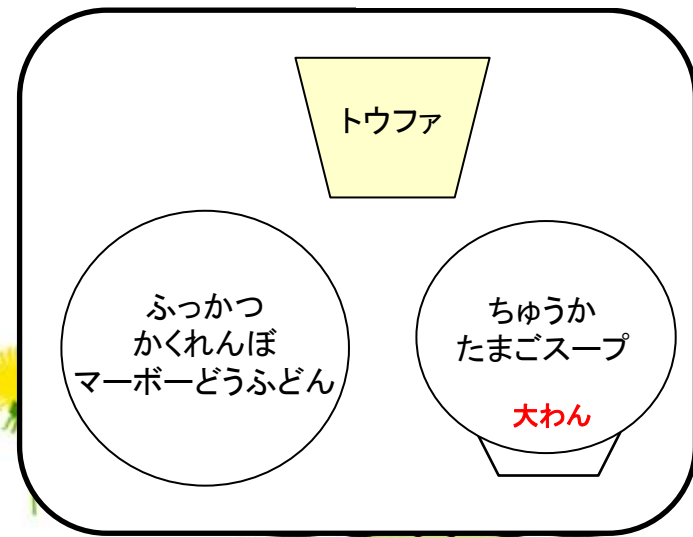 トウファ
ふっかつ
かくれんぼ
マーボーどうふどん
ちゅうか
たまごスープ
大わん